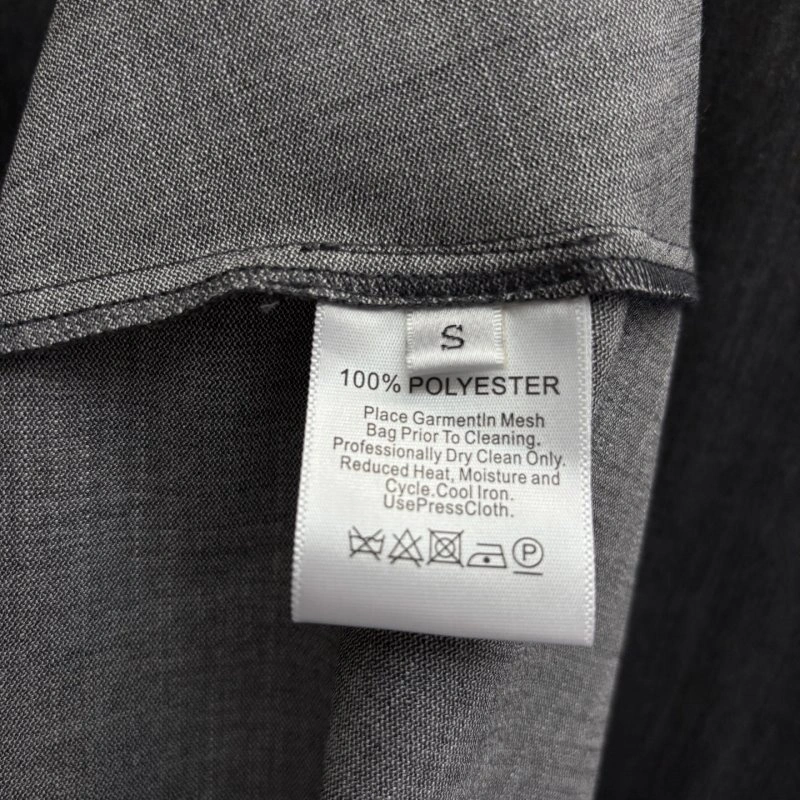 S
100% POLYESTER
Place GarmentIn Mesh
Bag Prior To Cleaning.
Professionally Dry Clean Only.
Reduced Heat, Moisture and
Cycle.Cool Iron.
UsePressCloth.
P